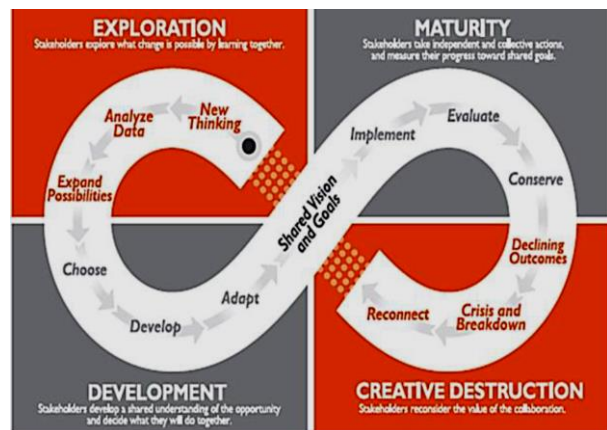 EXPLORATION
Stakeholders explore what change is possible by learning together.
MATURITY
Stakeholders take independent and collective actions,
and measure their progress toward shared goals.
New
Thinking
Analyze
Data
Expand
Possibilities
Choose
Develop
Adapt
Shared Vision
and Goals
Implement
Evaluate
Conserve
Declining
Outcomes
Crisis and
Breakdown
Reconnect
DEVELOPMENT
Stakeholders develop a shared understanding of the opportunity
and decide what they will do together.
CREATIVE DESTRUCTION
Stakeholders reconsider the value of the collaboration.